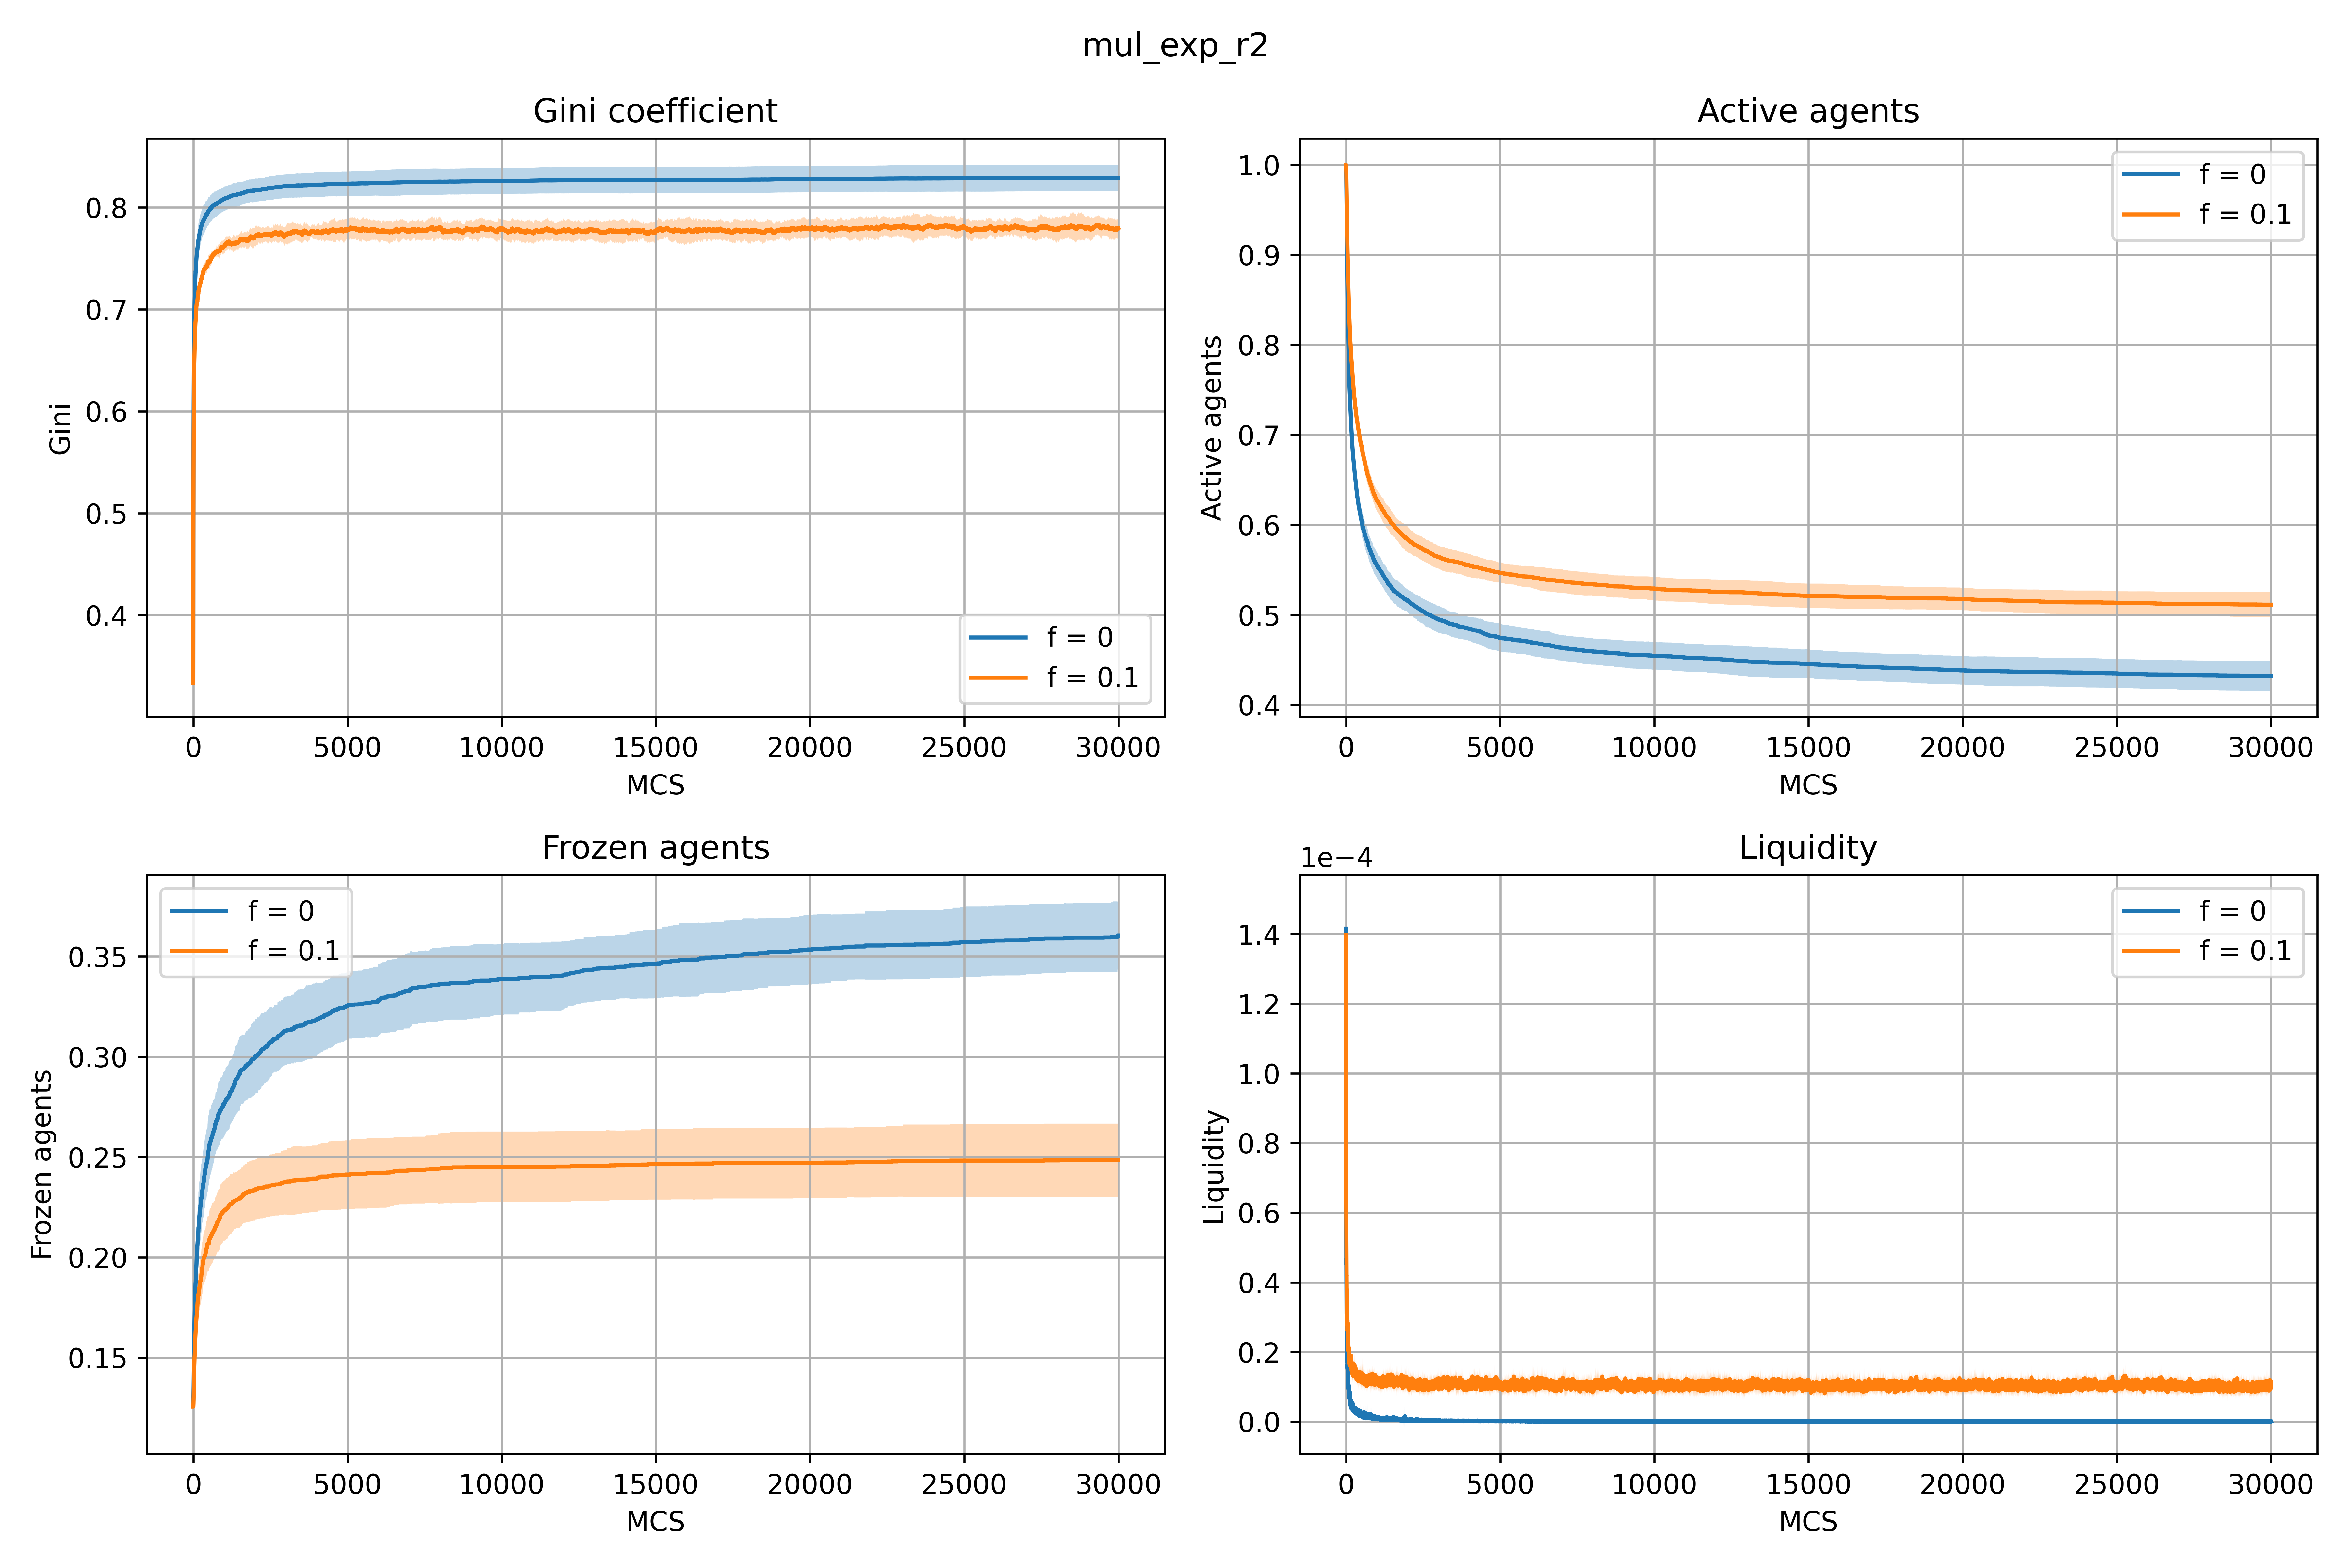 mul_exp_r2
Gini coefficient
Gini
0.8
0.7
0.6
0.5
0.4
f = 0
f = 0.1
0 5000 10000 15000 20000 25000 30000
MCS
Active agents
Active agents
1.0
0.9
0.8
0.7
0.6
0.5
0.4
f = 0
f = 0.1
0 5000 10000 15000 20000 25000 30000
MCS
Frozen agents
Frozen agents
0.35
0.30
0.25
0.20
0.15
f = 0
f = 0.1
0 5000 10000 15000 20000 25000 30000
MCS
Liquidity
1e−4
Liquidity
1.4
1.2
1.0
0.8
0.6
0.4
0.2
0.0
f = 0
f = 0.1
0 5000 10000 15000 20000 25000 30000
MCS